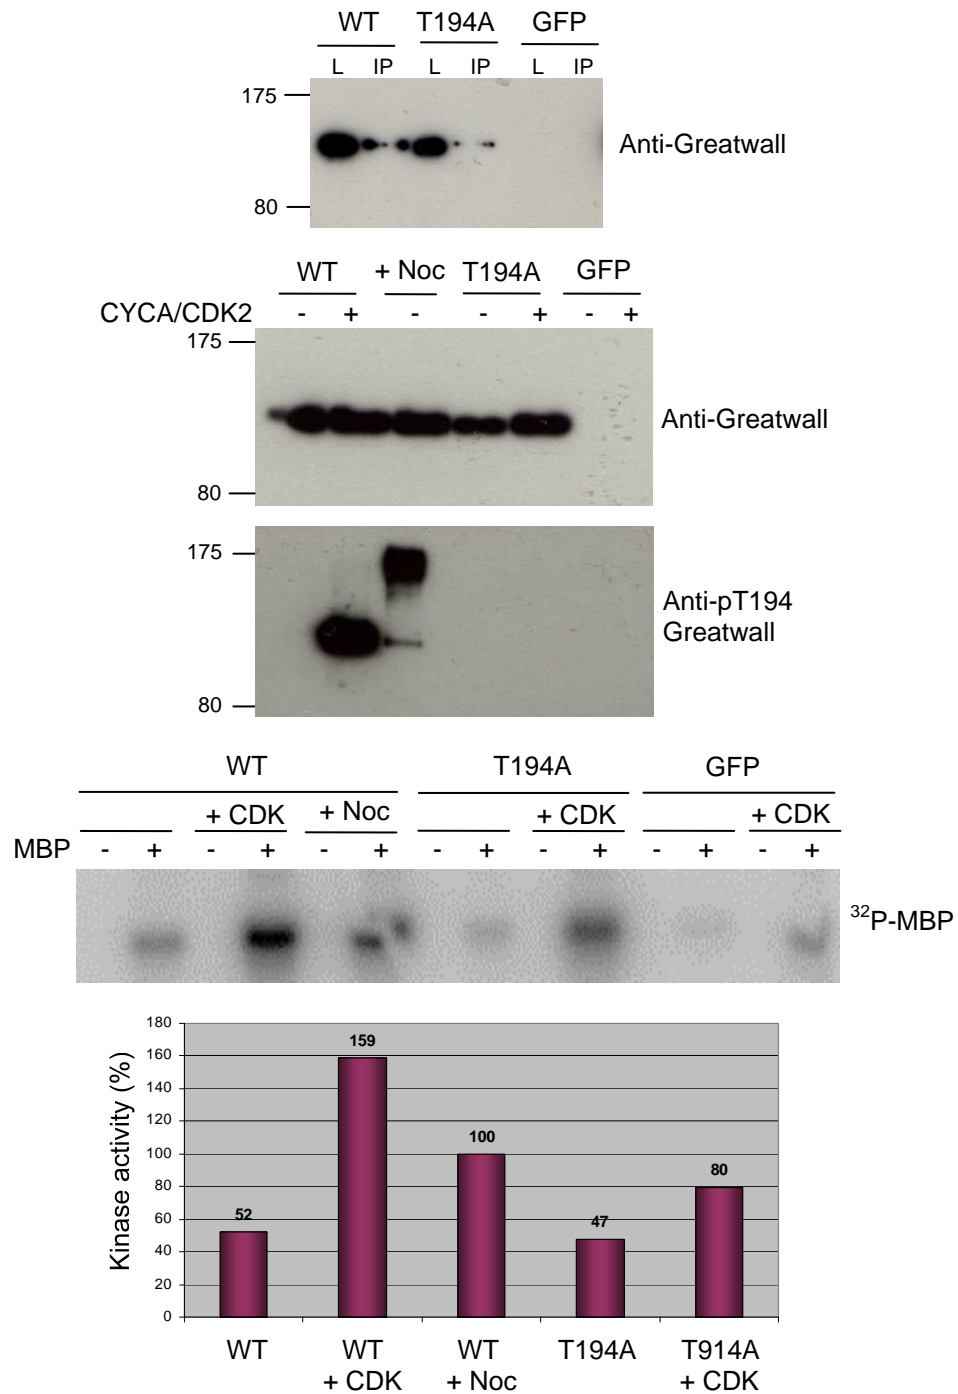 WT T194A GFP
L IP L IP L IP
175
Anti-Greatwall
80
WT + Noc T194A GFP
CYCA/CDK2 - + - - + - +
175
Anti-Greatwall
80
175
Anti-pT194
Greatwall
80
WT T194A GFP
+ CDK + Noc + CDK + CDK
MBP - + - + - + - + - + - + - +
32P-MBP
Kinase activity (%)
180
160
140
120
100
80
60
40
20
0
52
159
100
47
80
WT
WT
+ CDK
WT
+ Noc
T194A
T914A
+ CDK